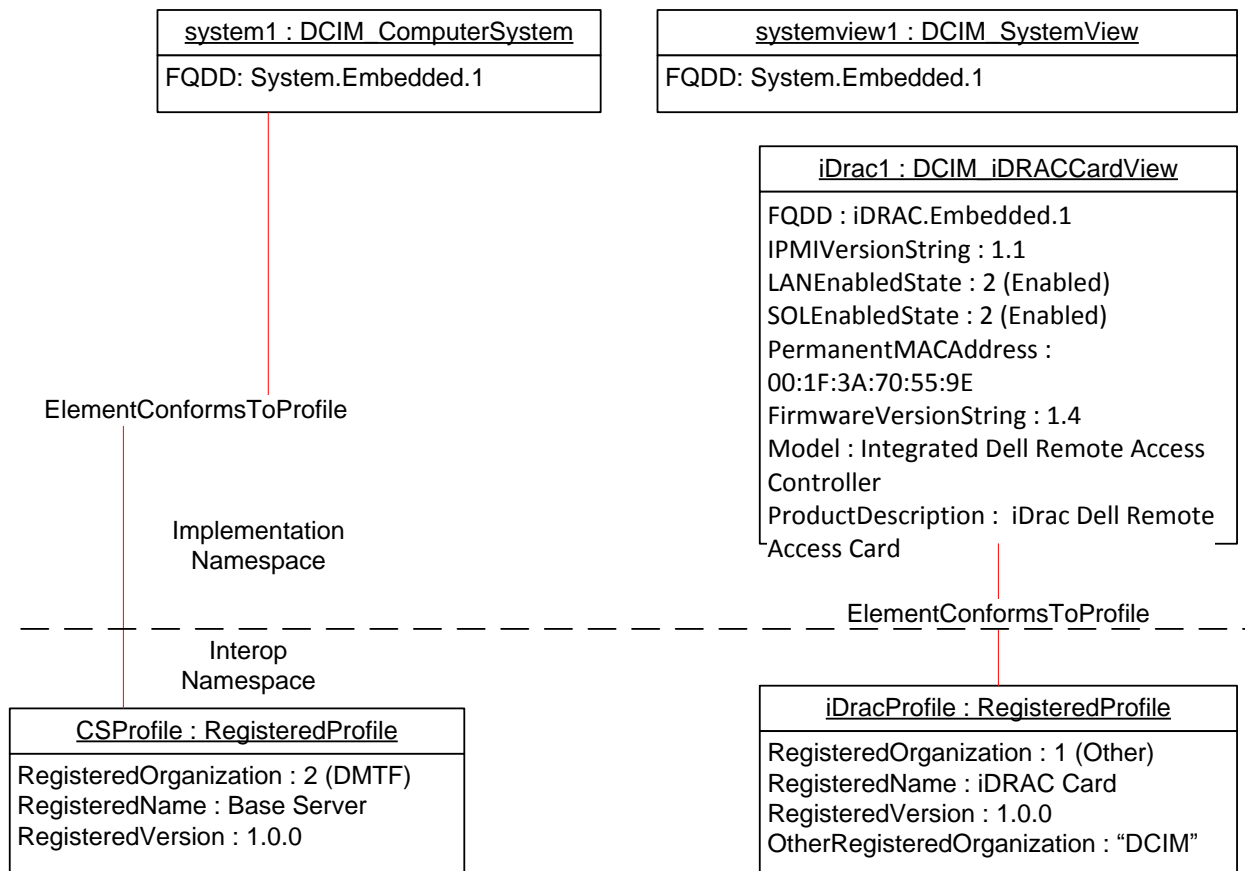 system1 : DCIM_ComputerSystem
FQDD: System.Embedded.1
systemview1 : DCIM_SystemView
FQDD: System.Embedded.1
iDrac1 : DCIM_iDRACCardView
FQDD : iDRAC.Embedded.1
IPMIVersionString : 1.1
LANEnabledState : 2 (Enabled)
SOLEnabledState : 2 (Enabled)
PermanentMACAddress :
00:1F:3A:70:55:9E
FirmwareVersionString : 1.4
Model : Integrated Dell Remote Access
Controller
ProductDescription : iDrac Dell Remote
Access Card
ElementConformsToProfile
Implementation
Namespace
ElementConformsToProfile
Interop
Namespace
CSProfile : RegisteredProfile
RegisteredOrganization : 2 (DMTF)
RegisteredName : Base Server
RegisteredVersion : 1.0.0
iDracProfile : RegisteredProfile
RegisteredOrganization : 1 (Other)
RegisteredName : iDRAC Card
RegisteredVersion : 1.0.0
OtherRegisteredOrganization : “DCIM”